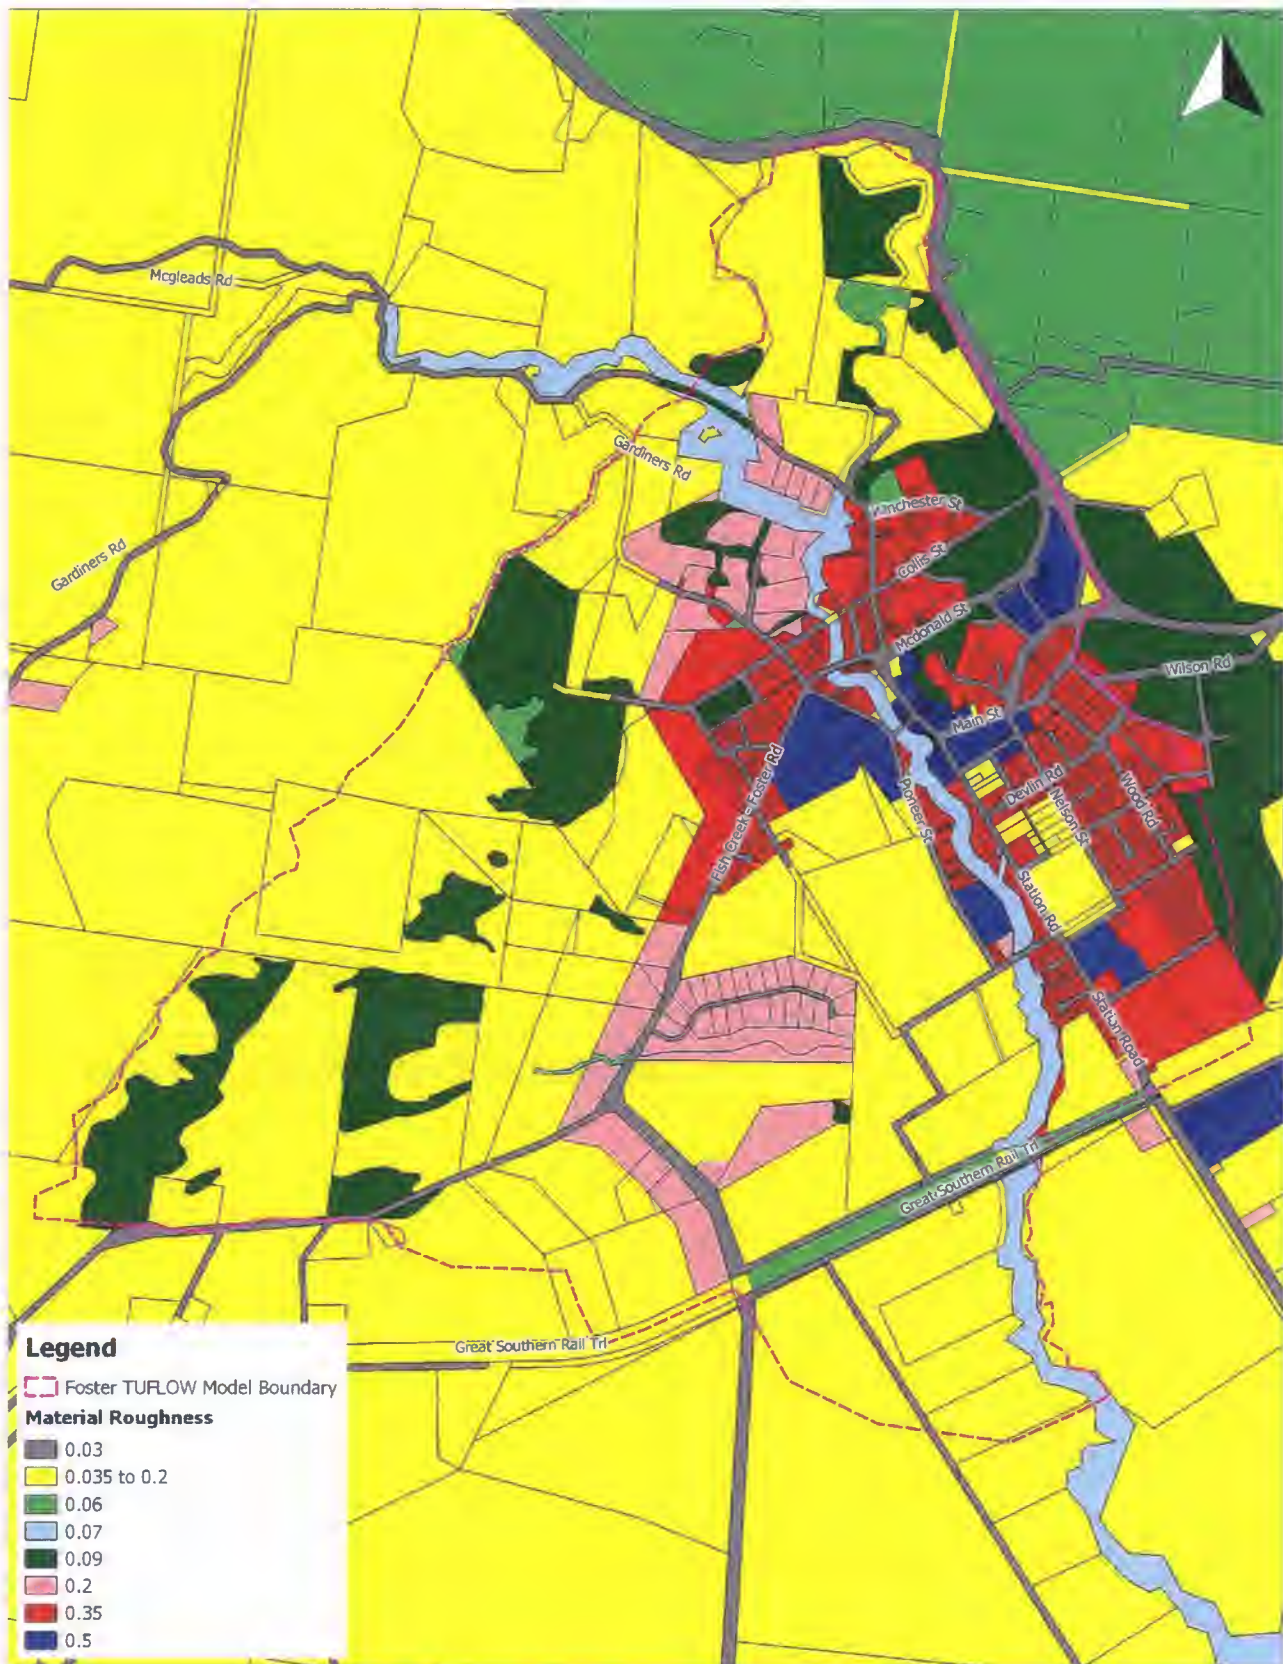 Mcgleads Rd
Gardiners Rd
Gardiners Rd
Collis St
Mcdonald St
Wilson Rd
Main St
Fish Creek - Foster Rd
Pioneer St
Devlin Rd
Nelson St
Wood Rd
Station Rd
Station Road
Great Southern Rail Trl
Great Southern Rail Trl
Legend
Foster TUFLOW Model Boundary
Material Roughness
0.03
0.035 to 0.2
0.06
0.07
0.09
0.2
0.35
0.5